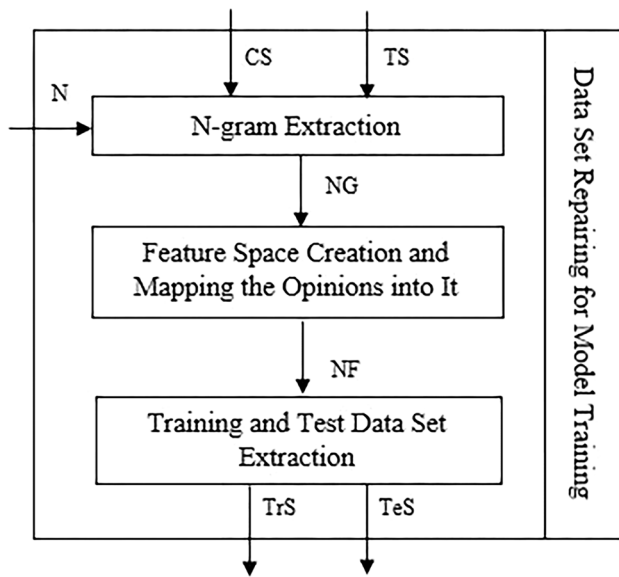 CS
TS
N
N-gram Extraction
NG
Feature Space Creation and
Mapping the Opinions into It
NF
Training and Test Data Set
Extraction
TrS
TeS
Data Set Repairing for Model Training